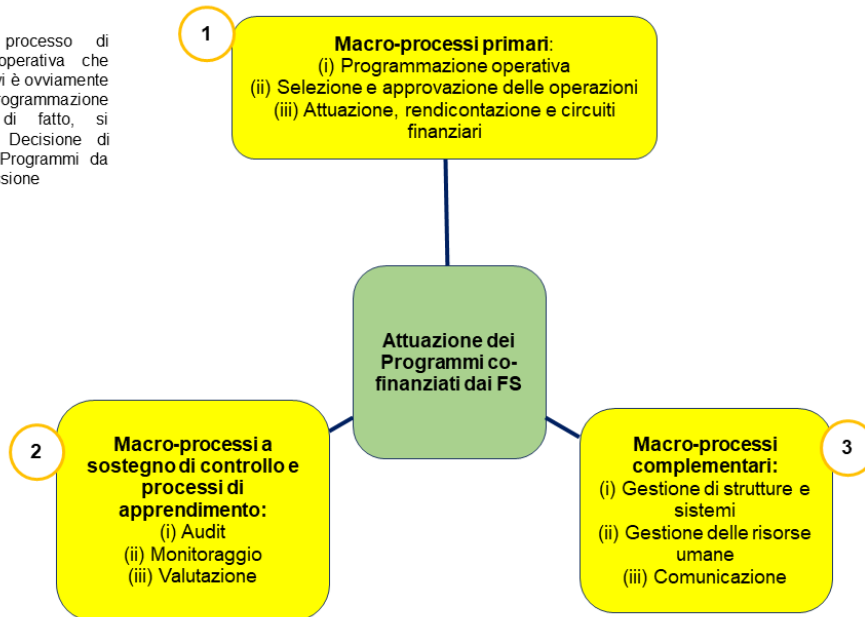 processo di
operativa che
vi è ovviamente
rogrammazione
di fatto, si
Decisione di
Programmi da
sione
1
Macro-processi primari:
(i) Programmazione operativa
(ii) Selezione e approvazione delle operazioni
(iii) Attuazione, rendicontazione e circuiti
finanziari
Attuazione dei
Programmi co-
finanziati dai FS
2
Macro-processi a
sostegno di controllo e
processi di
apprendimento:
(i) Audit
(ii) Monitoraggio
(iii) Valutazione
3
Macro-processi
complementari:
(i) Gestione di strutture e
sistemi
(ii) Gestione delle risorse
umane
(iii) Comunicazione